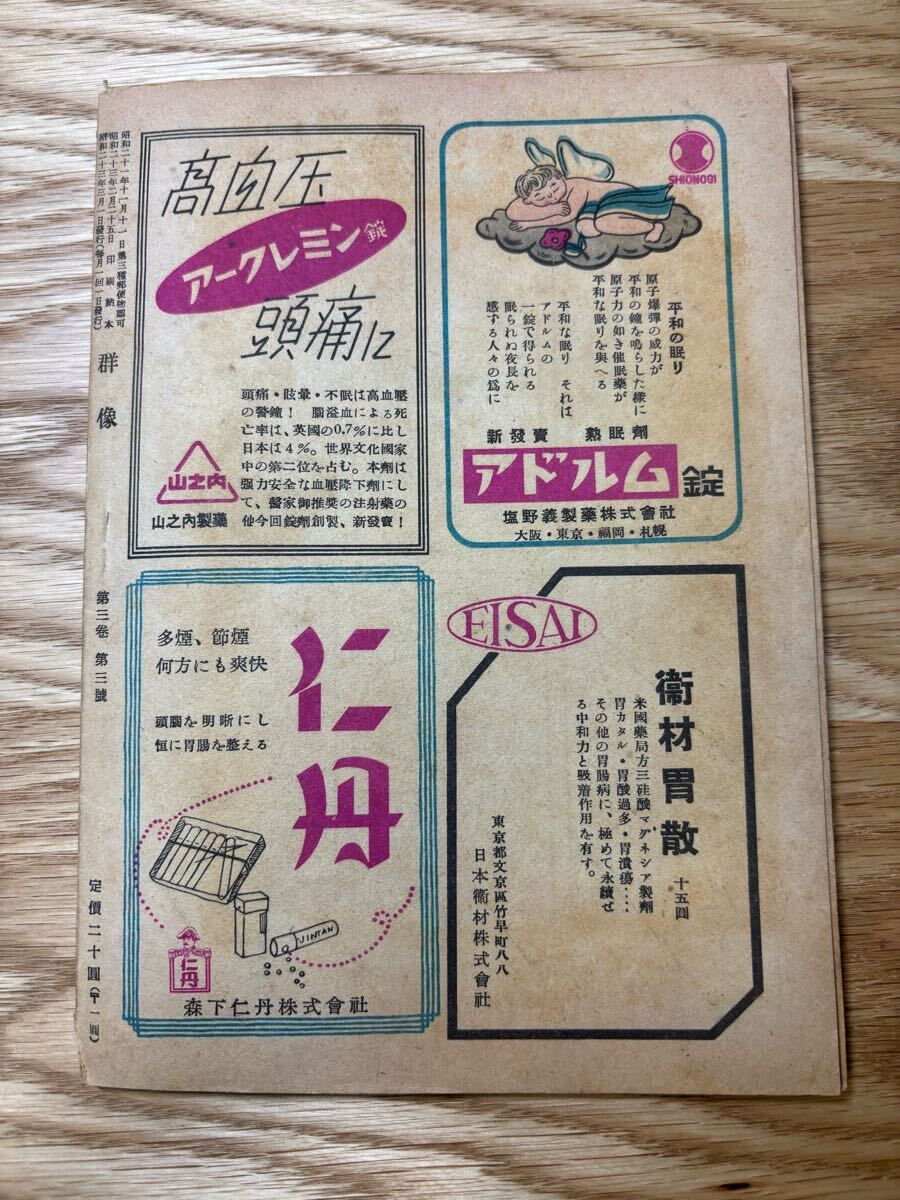 昭和二十一年十一月十一日第三種郵便物認可
昭和二十三年二月二十五日 印刷納本
昭和二十三年三月一日發行(每月一回一日發行)
群像
第三卷 第三號
定價 二十圓(〒一圓)
SHIONOGI
平和の眠り
原子爆彈の威力が
平和の鐘を鳴らした樣に
原子力の如き催眠藥が
平和な眠りを與へる
平和な眠り それは
アドルムの
一錠で得られる
眠られぬ夜長を
感する人々の爲に
新發賣 熟眠劑
アドルム錠
塩野義製藥株式會社
大阪・東京・福岡・札幌
高血圧
アークレミン錠
頭痛に
頭痛・眩暈・不眠は高血壓
の警鐘! 腦溢血による死
亡率は、英國の0.7%に比し
日本は4%。世界文化國家
中の第二位を占む。本劑は
强力安全な血壓降下劑にし
て、醫家御推奬の注射藥の
他今回錠劑創製、新發賣!
山之内
山之內製藥
EISAI
衞材胃散 十五圓
米國藥局方三硅酸マグネシア製劑
胃カタル・胃酸過多・胃潰瘍‥‥
その他の胃腸病に、極めて永續せ
る中和力と吸着作用を有す。
東京都文京區竹早町八八
日本衞材株式會社
仁丹
多煙、節煙
何方にも爽快
頭腦を明晰にし
恒に胃腸を整える
JINTAN
仁丹
森下仁丹株式會社